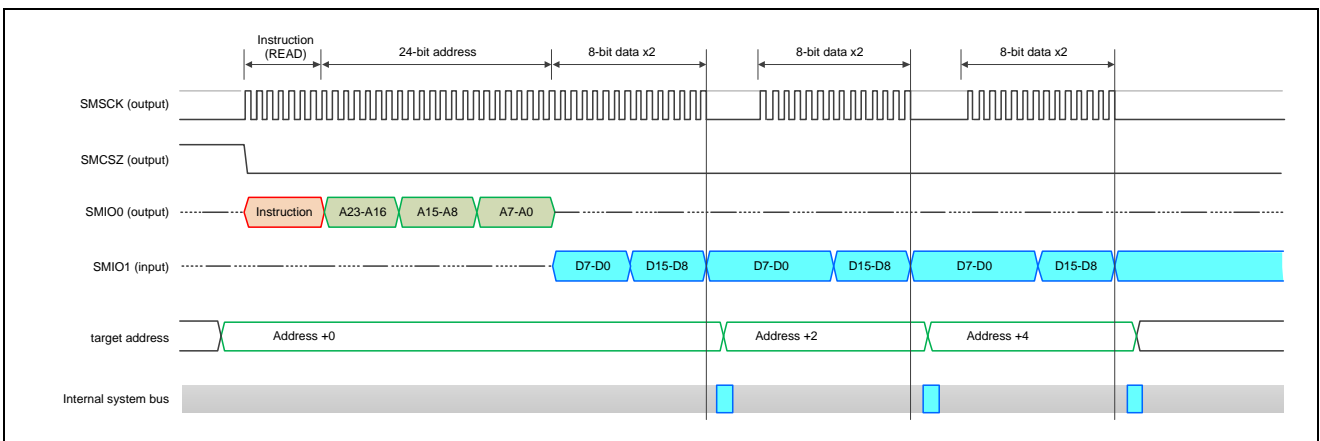 Instruction
(READ)
24-bit address
8-bit data x2
8-bit data x2
8-bit data x2
SMSCK (output)
SMCSZ (output)
SMIO0 (output)
Instruction
A23-A16
A15-A8
A7-A0
SMIO1 (input)
D7-D0
D15-D8
D7-D0
D15-D8
D7-D0
D15-D8
target address
Address +0
Address +2
Address +4
Internal system bus